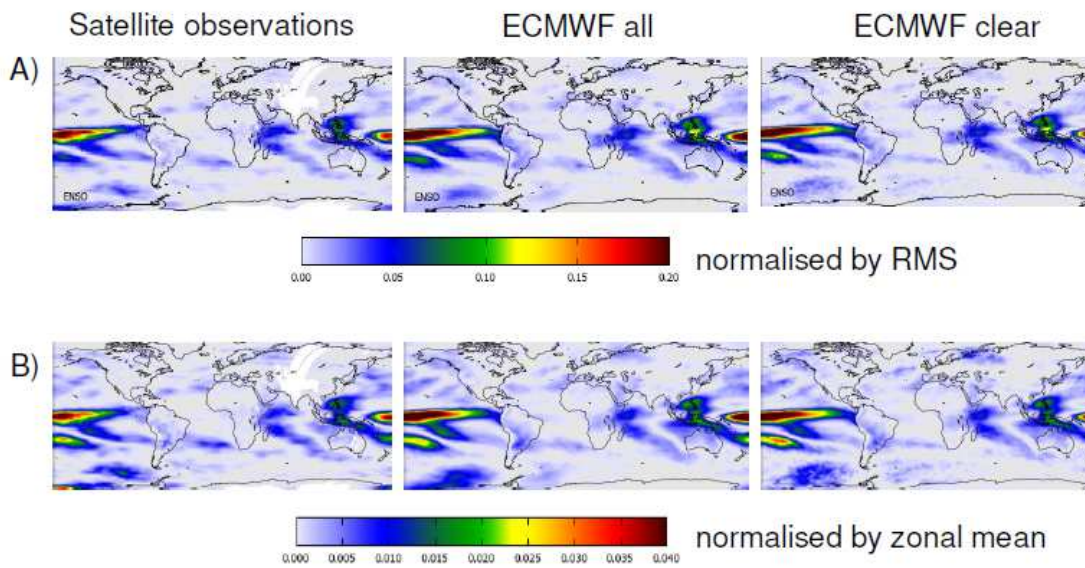 Satellite observations ECMWF all ECMWF clear
A)
ENSO ENSO ENSO
0.00 0.05 0.10 0.15 0.20
normalised by RMS
B)
0.000 0.005 0.010 0.015 0.020 0.025 0.030 0.035 0.040
normalised by zonal mean